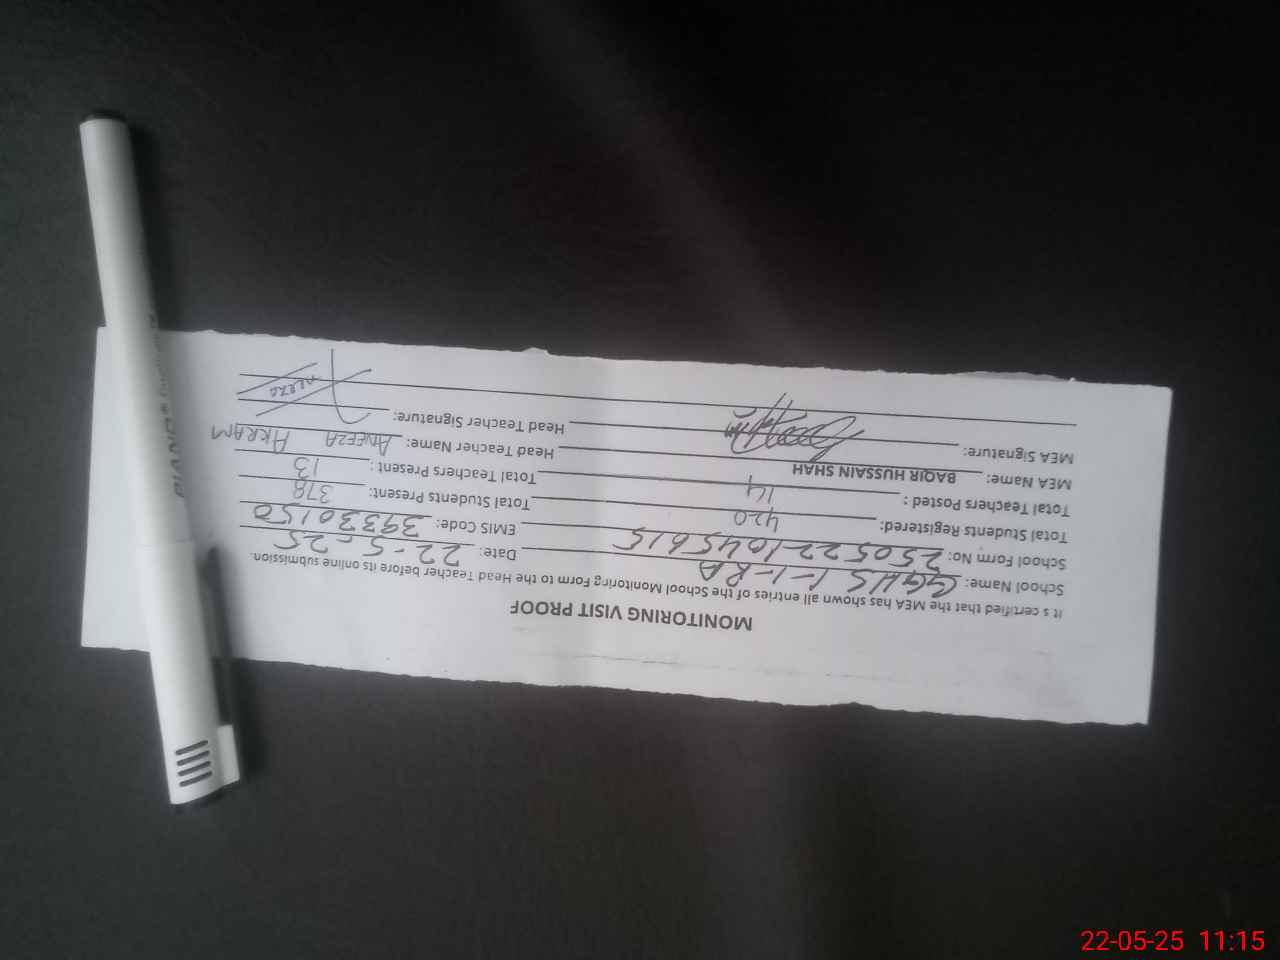 MONITORING VISIT PROOF
It s certified that the MEA has shown all entries of the School Monitoring Form to the Head Teacher before its online submission.
School Name: GGHS 1-1-RA Date: 22-5-25
School Form No: 250522-1045615 EMIS Code: 39330150
Total Students Registered: 420 Total Students Present: 378
Total Teachers Posted : 14 Total Teachers Present : 13
MEA Name: BAQIR HUSSAIN SHAH Head Teacher Name: ANEEZA AKRAM
MEA Signature: Head Teacher Signature:
PIANO
22-05-25 11:15